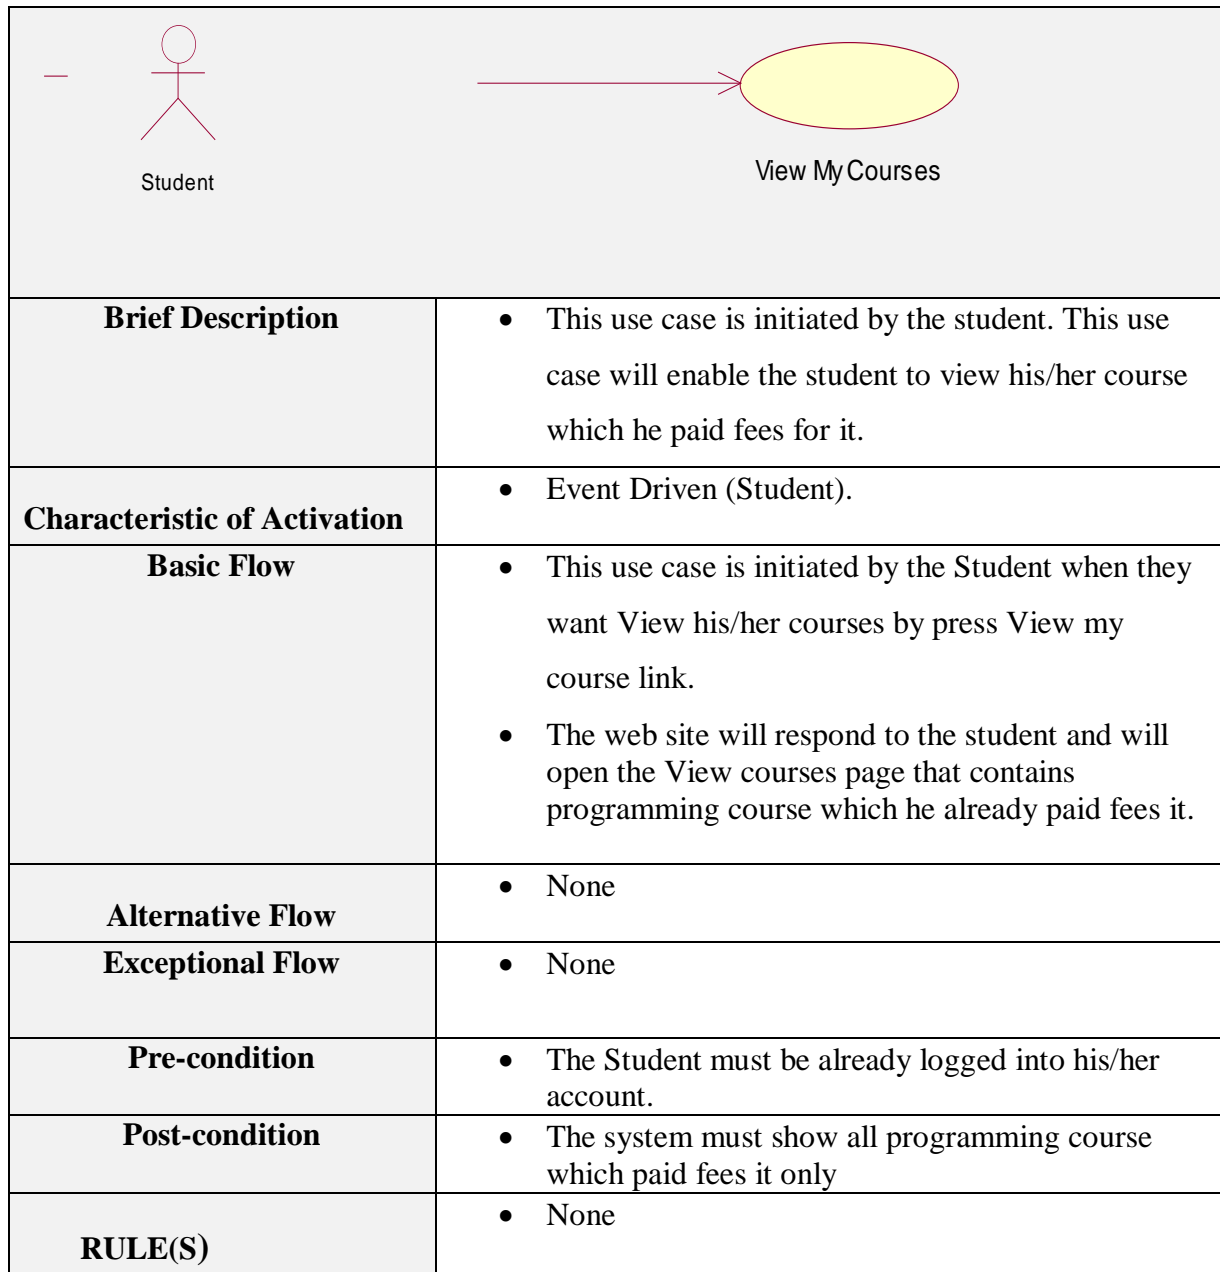 Student
View My Courses
Brief Description
• This use case is initiated by the student. This use
case will enable the student to view his/her course
which he paid fees for it.
Characteristic of Activation
• Event Driven (Student).
Basic Flow
• This use case is initiated by the Student when they
want View his/her courses by press View my
course link.
• The web site will respond to the student and will
open the View courses page that contains
programming course which he already paid fees it.
Alternative Flow
• None
Exceptional Flow
• None
Pre-condition
• The Student must be already logged into his/her
account.
Post-condition
• The system must show all programming course
which paid fees it only
RULE(S)
• None